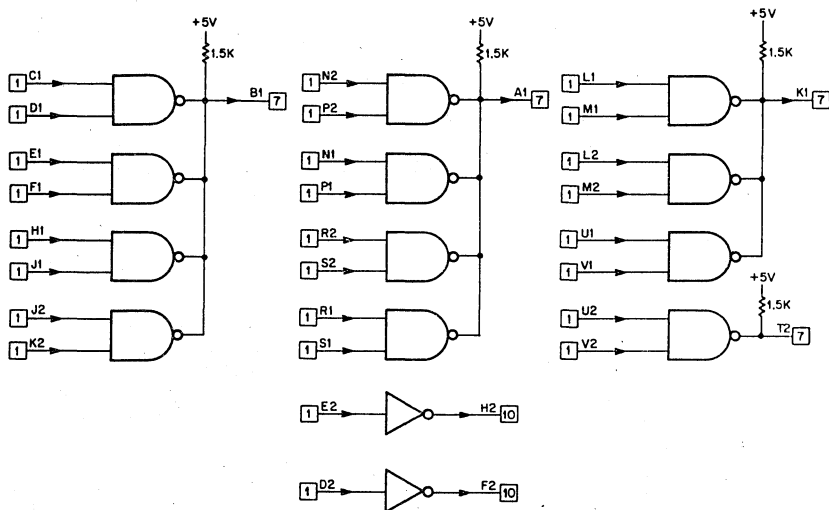 +5V
1.5K
1 C1
1 D1
B1 7
1 E1
1 F1
1 H1
1 J1
1 J2
1 K2
+5V
1.5K
1 N2
1 P2
A1 7
1 N1
1 P1
1 R2
1 S2
1 R1
1 S1
+5V
1.5K
1 L1
1 M1
K1 7
1 L2
1 M2
1 U1
1 V1
+5V
1.5K
1 U2
1 V2
T2 7
1 E2 H2 10
1 D2 F2 10